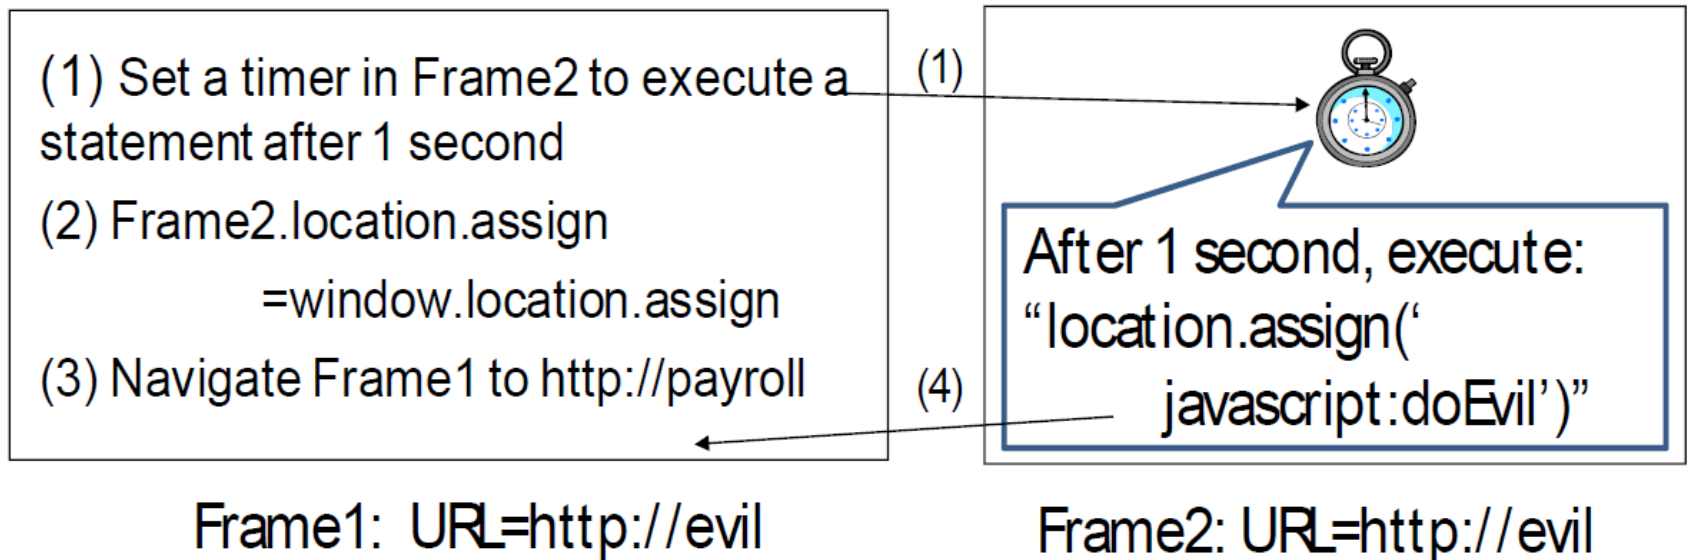 (1) Set a timer in Frame2 to execute a
statement after 1 second
(2) Frame2.location.assign
=window.location.assign
(3) Navigate Frame1 to http://payroll
(1)
(4)
After 1 second, execute:
“location.assign(‘
javascript:doEvil’)”
Frame1: URL=http://evil
Frame2: URL=http://evil